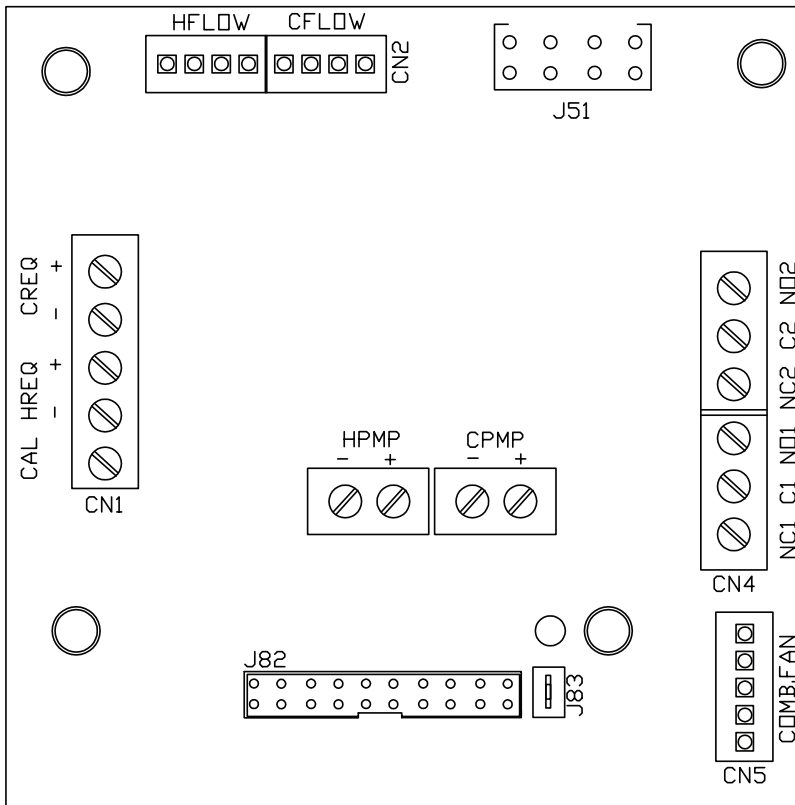 HFLOW CFLOW
CN2
J51
CREQ + -
HREQ + -
CAL
CN1
HPMP
- +
CPMP
- +
NO2
C2
NC2
NO1
C1
NC1
CN4
J82
J83
COMB.FAN
CN5